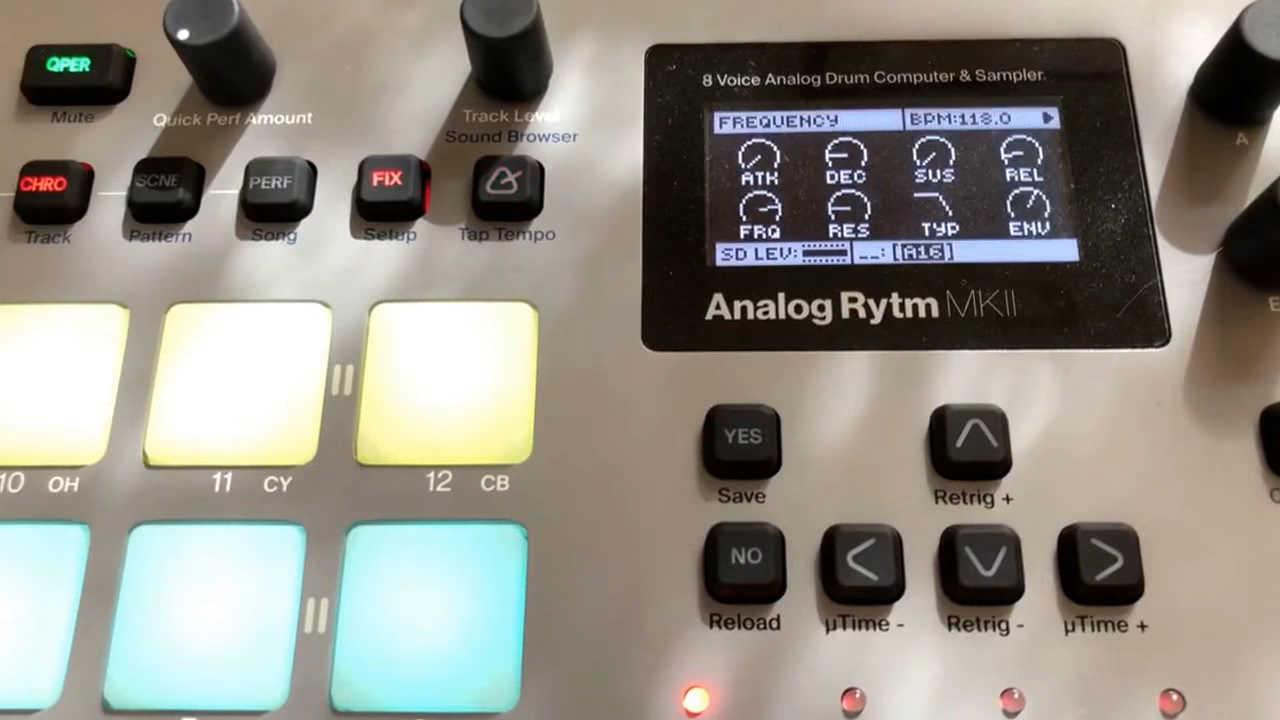 QPER
Mute
Quick Perf Amount
Track Level
Sound Browser
CHRO
Track
SCNE
Pattern
PERF
Song
FIX
Setup
Tap Tempo
8 Voice Analog Drum Computer & Sampler
FREQUENCY BPM:118.0
ATK DEC SUS REL
FRQ RES TYP ENV
SD LEV: __: [A16]
Analog Rytm MKII
A
10 OH
11 CY
12 CB
YES
Save
Retrig +
NO
Reload
µTime -
Retrig -
µTime +